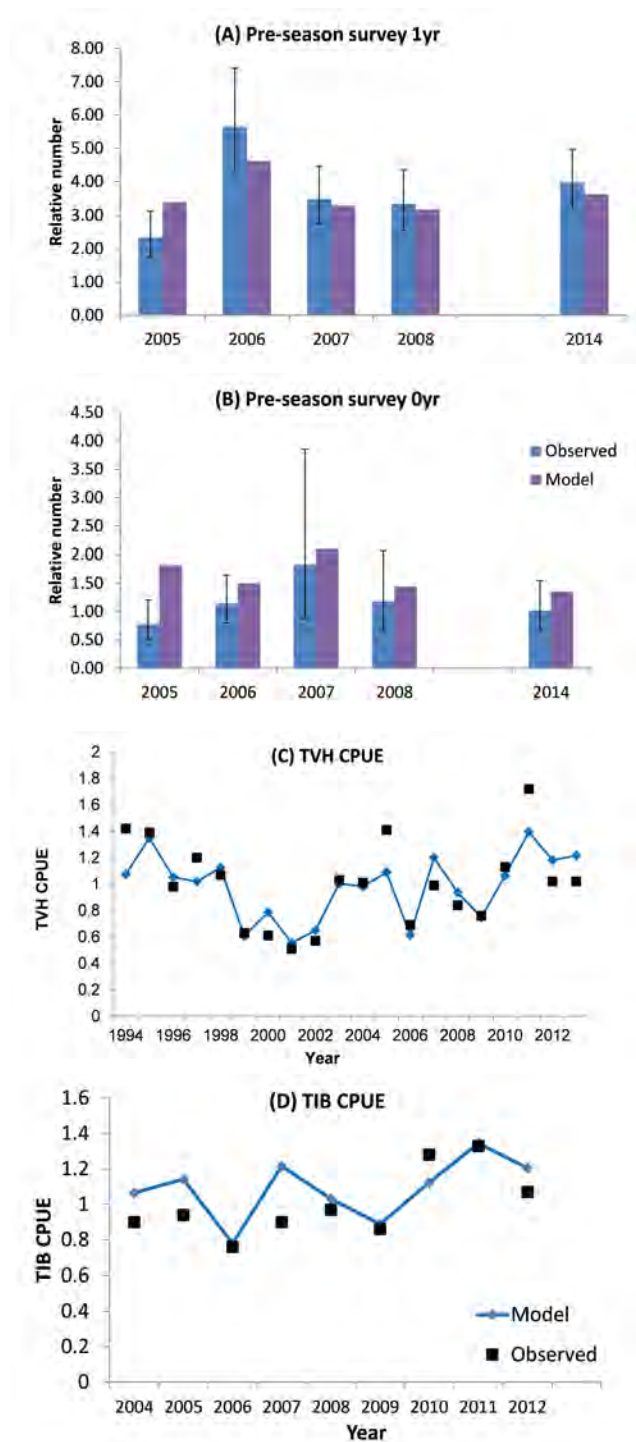 (A) Pre-season survey 1yr
8.00
7.00
6.00
5.00
4.00
3.00
2.00
1.00
0.00
Relative number
2005 2006 2007 2008 2014
(B) Pre-season survey 0yr
4.50
4.00
3.50
3.00
2.50
2.00
1.50
1.00
0.50
0.00
Relative number
Observed
Model
2005 2006 2007 2008 2014
(C) TVH CPUE
2
1.8
1.6
1.4
1.2
1
0.8
0.6
0.4
0.2
0
TVH CPUE
1994 1996 1998 2000 2002 2004 2006 2008 2010 2012
Year
(D) TIB CPUE
1.6
1.4
1.2
1
0.8
0.6
0.4
0.2
0
TIB CPUE
Model
Observed
2004 2005 2006 2007 2008 2009 2010 2011 2012
Year